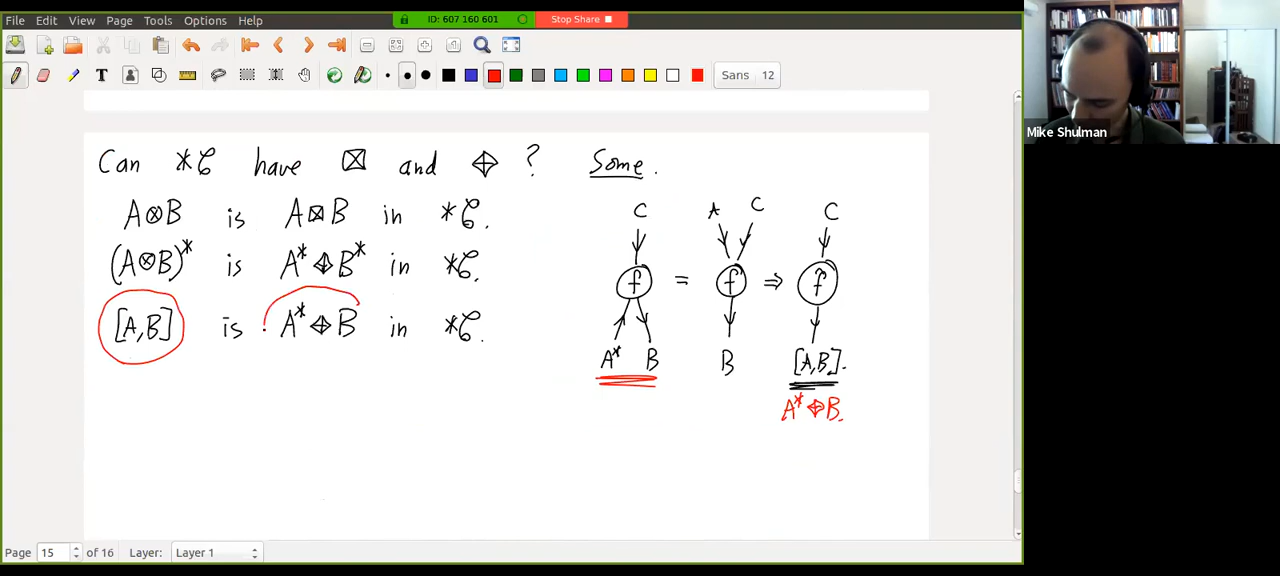 File Edit View Page Tools Options Help
ID: 607 160 601 Stop Share
Sans 12
Mike Shulman
Can *𝒞 have ⊠ and ⟡ ? Some.
A⊗B is A⊠B in *𝒞.
(A⊗B)* is A*⟡B* in *𝒞.
[A,B] is A*⟡B in *𝒞.
C A C C
f = f ⇒ f
A* B B [A,B].
A*⟡B.
Page 15 of 16 Layer: Layer 1